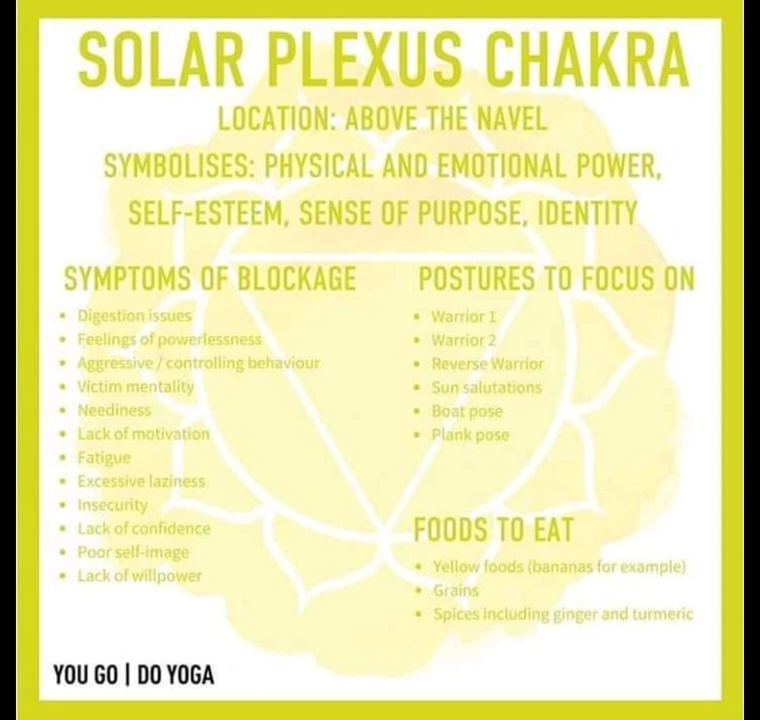 SOLAR PLEXUS CHAKRA
LOCATION: ABOVE THE NAVEL
SYMBOLISES: PHYSICAL AND EMOTIONAL POWER,
SELF-ESTEEM, SENSE OF PURPOSE, IDENTITY
SYMPTOMS OF BLOCKAGE
• Digestion issues
• Feelings of powerlessness
• Aggressive / controlling behaviour
• Victim mentality
• Neediness
• Lack of motivation
• Fatigue
• Excessive laziness
• Insecurity
• Lack of confidence
• Poor self-image
• Lack of willpower
POSTURES TO FOCUS ON
• Warrior 1
• Warrior 2
• Reverse Warrior
• Sun salutations
• Boat pose
• Plank pose
FOODS TO EAT
• Yellow foods (bananas for example)
• Grains
• Spices including ginger and turmeric
YOU GO | DO YOGA